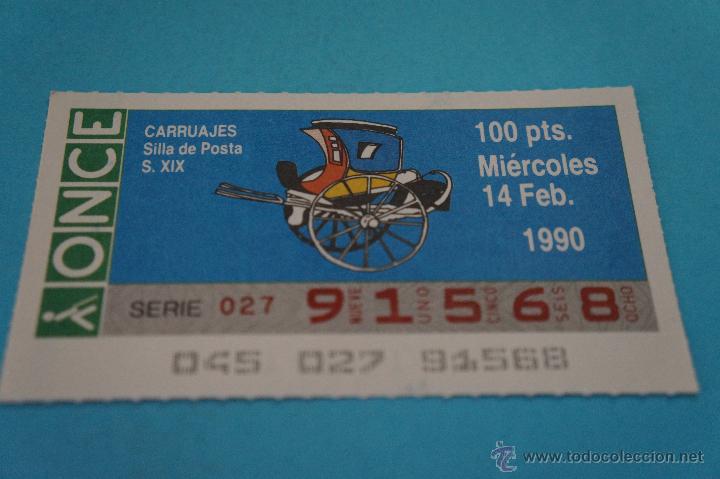 ONCE
CARRUAJES
Silla de Posta
S. XIX
100 pts.
Miércoles
14 Feb.
1990
SERIE 027 9 NUEVE 1 UNO 5 CINCO 6 SEIS 8 OCHO
045 027 91568
© www.todocoleccion.net